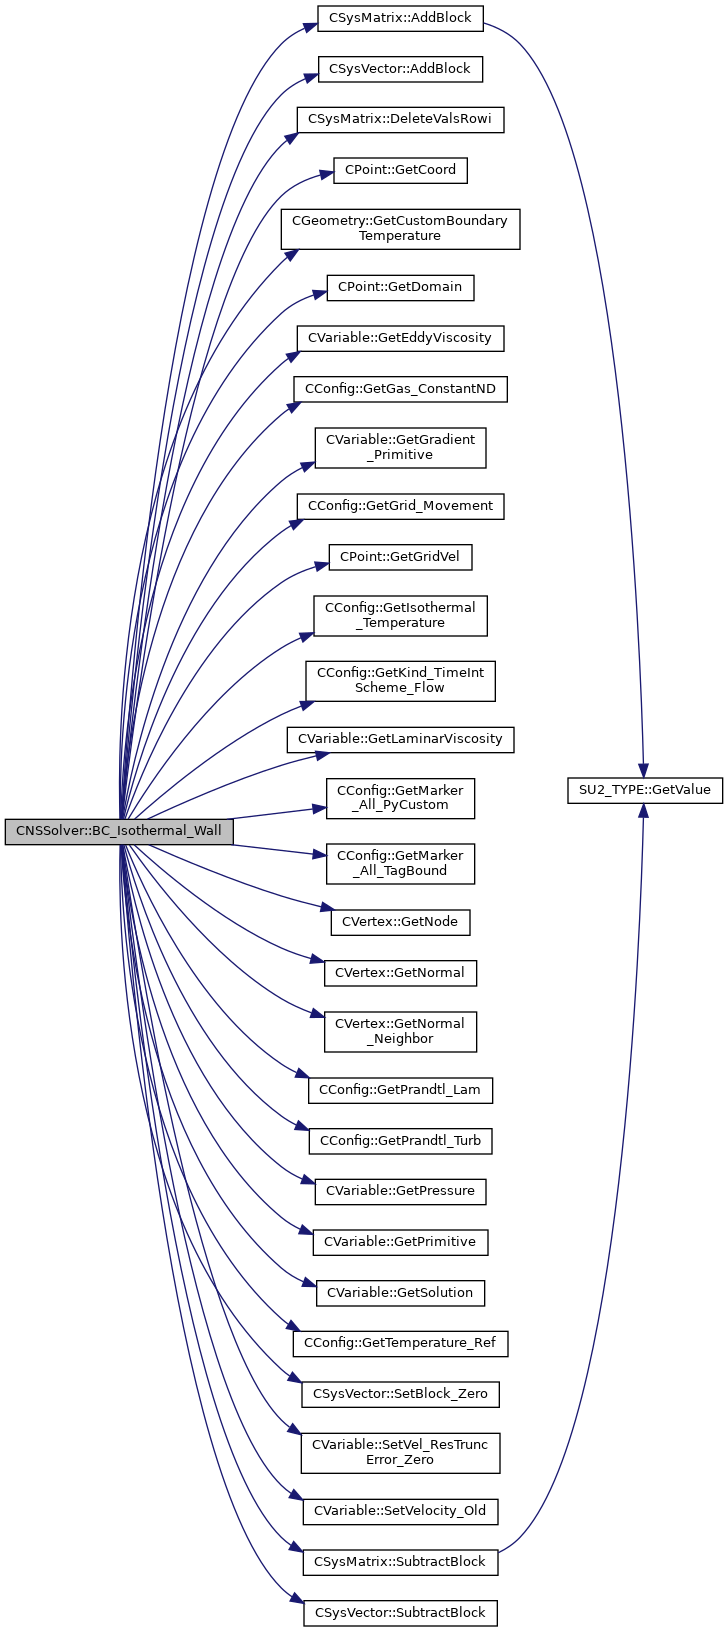 CSysMatrix::AddBlock
CSysVector::AddBlock
CSysMatrix::DeleteValsRowi
CPoint::GetCoord
CGeometry::GetCustomBoundary
Temperature
CPoint::GetDomain
CVariable::GetEddyViscosity
CConfig::GetGas_ConstantND
CVariable::GetGradient
_Primitive
CConfig::GetGrid_Movement
CPoint::GetGridVel
CConfig::GetIsothermal
_Temperature
CConfig::GetKind_TimeInt
Scheme_Flow
CVariable::GetLaminarViscosity
CConfig::GetMarker
_All_PyCustom
SU2_TYPE::GetValue
CNSSolver::BC_Isothermal_Wall
CConfig::GetMarker
_All_TagBound
CVertex::GetNode
CVertex::GetNormal
CVertex::GetNormal
_Neighbor
CConfig::GetPrandtl_Lam
CConfig::GetPrandtl_Turb
CVariable::GetPressure
CVariable::GetPrimitive
CVariable::GetSolution
CConfig::GetTemperature_Ref
CSysVector::SetBlock_Zero
CVariable::SetVel_ResTrunc
Error_Zero
CVariable::SetVelocity_Old
CSysMatrix::SubtractBlock
CSysVector::SubtractBlock